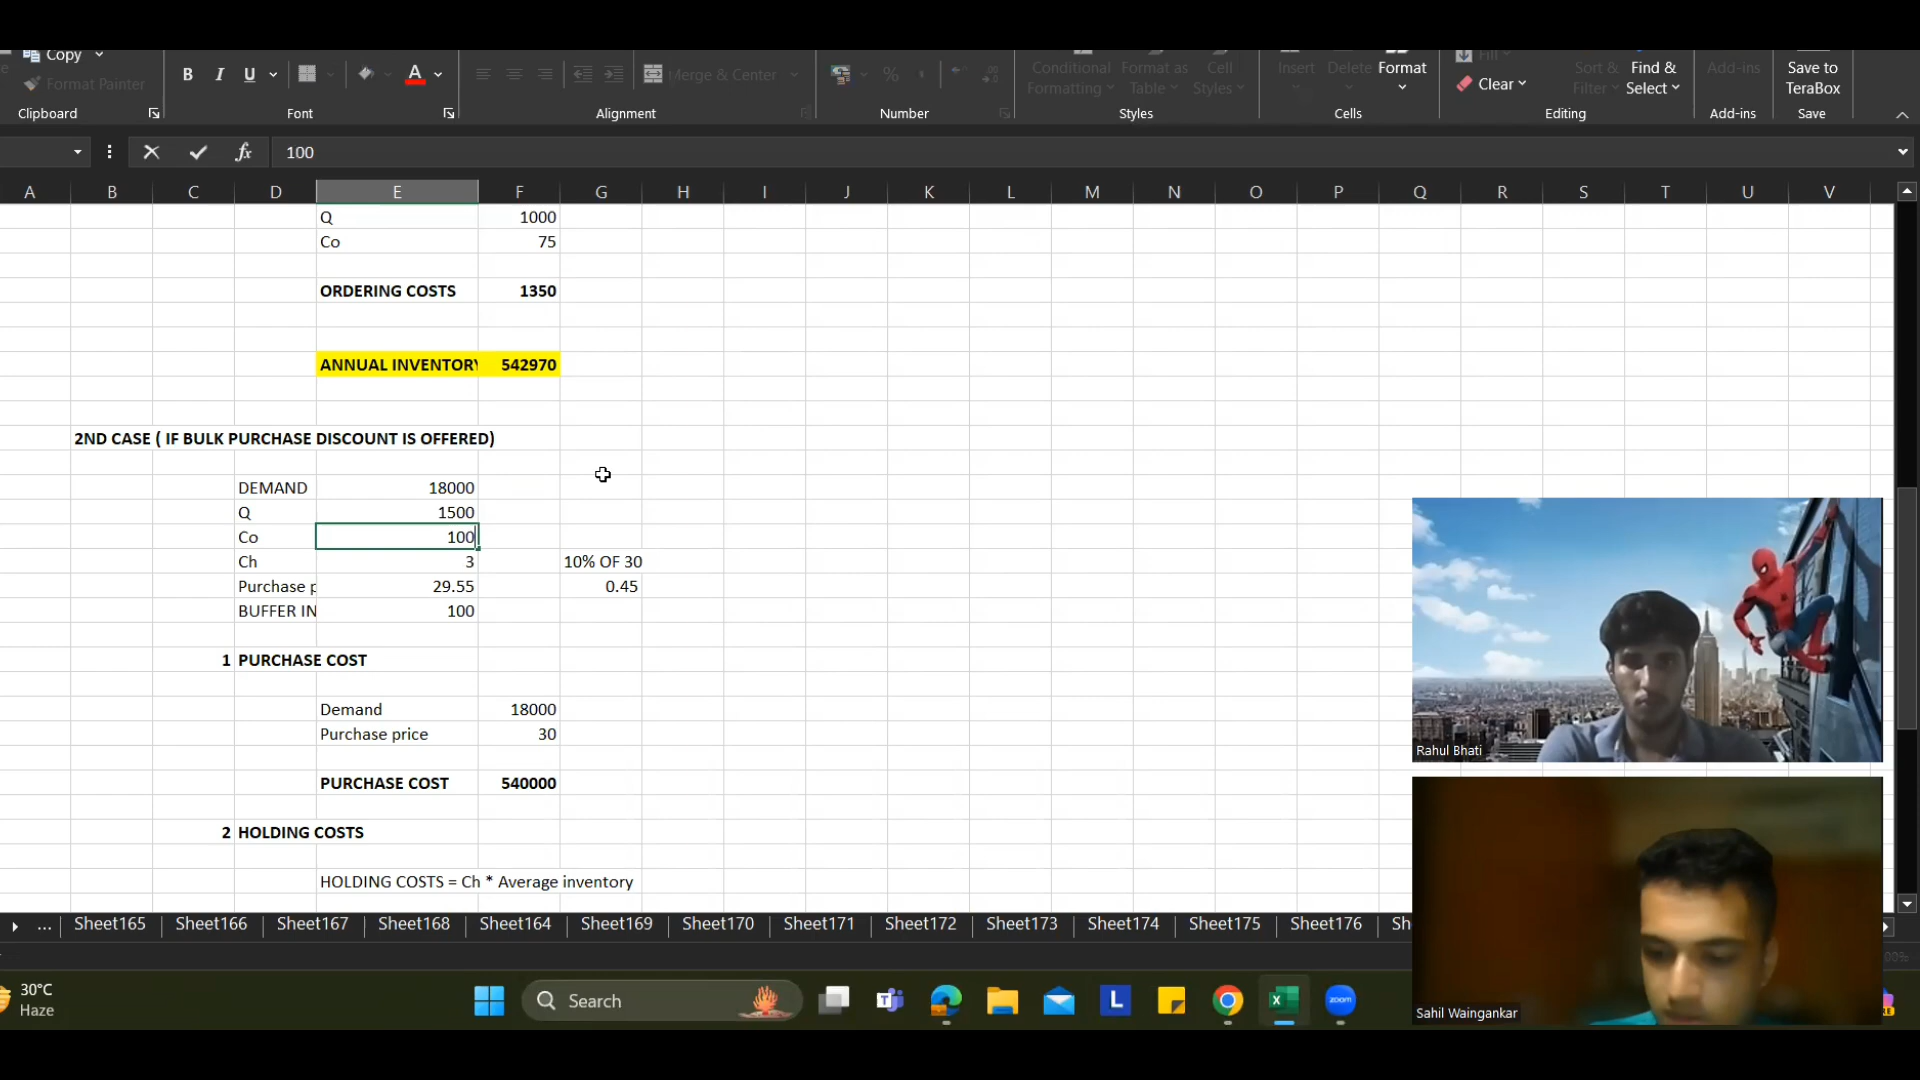 Copy
Format Painter
Clipboard
B I U A
Font
Merge & Center
Alignment
%
Number
Conditional Formatting
Format as Table
Cell Styles
Styles
Insert Delete Format
Cells
Fill
Clear
Sort & Filter
Find & Select
Editing
Add-ins
Add-ins
Save to TeraBox
Save
fx 100
A B C D E F G H I J K L M N O P Q R S T U V
Q 1000
Co 75
ORDERING COSTS 1350
ANNUAL INVENTORY 542970
2ND CASE ( IF BULK PURCHASE DISCOUNT IS OFFERED)
DEMAND 18000
Q 1500
Co 100
Ch 3 10% OF 30
Purchase p 29.55 0.45
BUFFER IN 100
1 PURCHASE COST
Demand 18000
Purchase price 30
PURCHASE COST 540000
2 HOLDING COSTS
HOLDING COSTS = Ch * Average inventory
Rahul Bhati
Sahil Waingankar
... Sheet165 Sheet166 Sheet167 Sheet168 Sheet164 Sheet169 Sheet170 Sheet171 Sheet172 Sheet173 Sheet174 Sheet175 Sheet176 Sh
30°C
Haze
Search
T
L
zoom